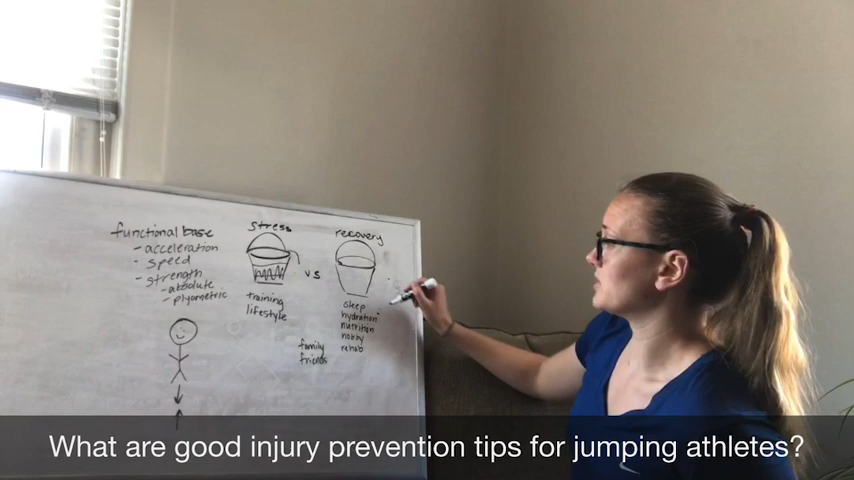 functional base
- acceleration
- speed
- strength
- absolute
- plyometric
stress
training
lifestyle
vs
recovery
sleep
hydration
nutrition
hobby
rehab
family
friends
What are good injury prevention tips for jumping athletes?